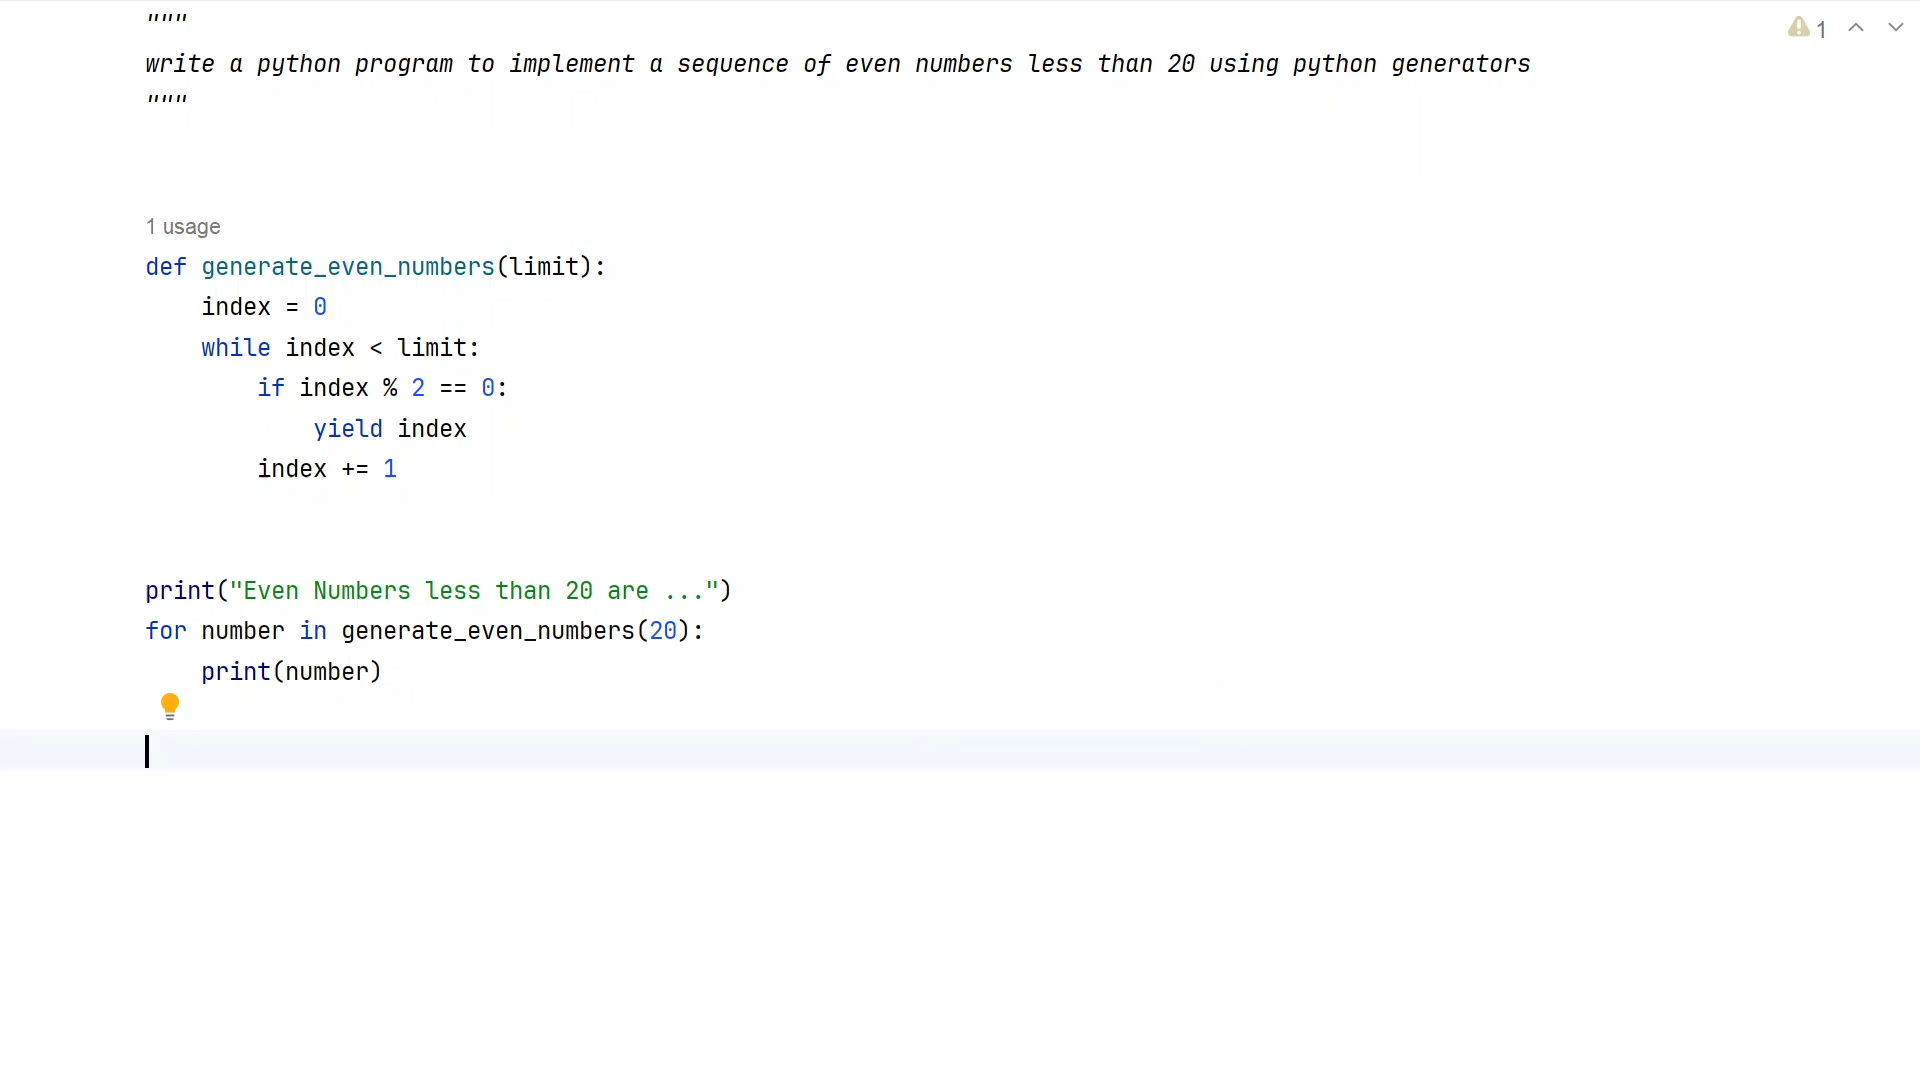 """
write a python program to implement a sequence of even numbers less than 20 using python generators
"""
1
1 usage
def generate_even_numbers(limit):
    index = 0
    while index < limit:
        if index % 2 == 0:
            yield index
        index += 1
print("Even Numbers less than 20 are ...")
for number in generate_even_numbers(20):
    print(number)